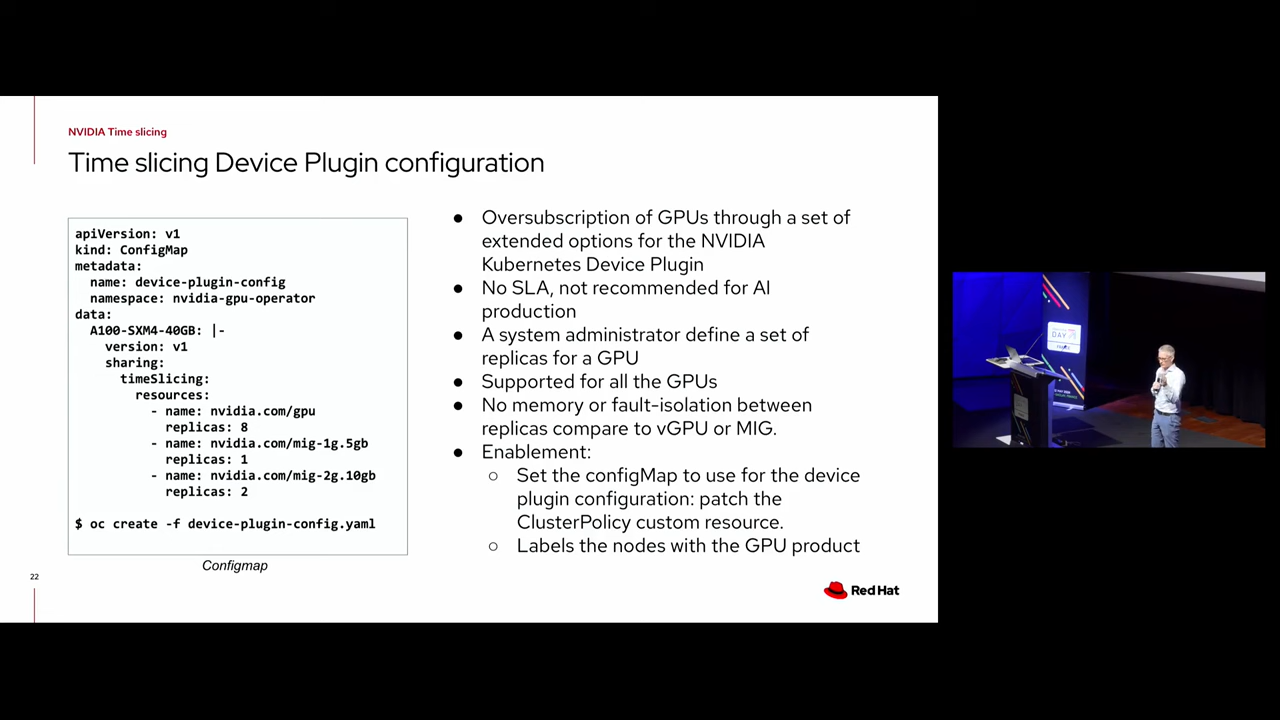 NVIDIA Time slicing
Time slicing Device Plugin configuration
apiVersion: v1
kind: ConfigMap
metadata:
  name: device-plugin-config
  namespace: nvidia-gpu-operator
data:
  A100-SXM4-40GB: |-
    version: v1
    sharing:
      timeSlicing:
        resources:
          - name: nvidia.com/gpu
            replicas: 8
          - name: nvidia.com/mig-1g.5gb
            replicas: 1
          - name: nvidia.com/mig-2g.10gb
            replicas: 2
$ oc create -f device-plugin-config.yaml
Configmap
● Oversubscription of GPUs through a set of
extended options for the NVIDIA
Kubernetes Device Plugin
● No SLA, not recommended for AI
production
● A system administrator define a set of
replicas for a GPU
● Supported for all the GPUs
● No memory or fault-isolation between
replicas compare to vGPU or MIG.
● Enablement:
○ Set the configMap to use for the device
plugin configuration: patch the
ClusterPolicy custom resource.
○ Labels the nodes with the GPU product
22
Red Hat
DAY